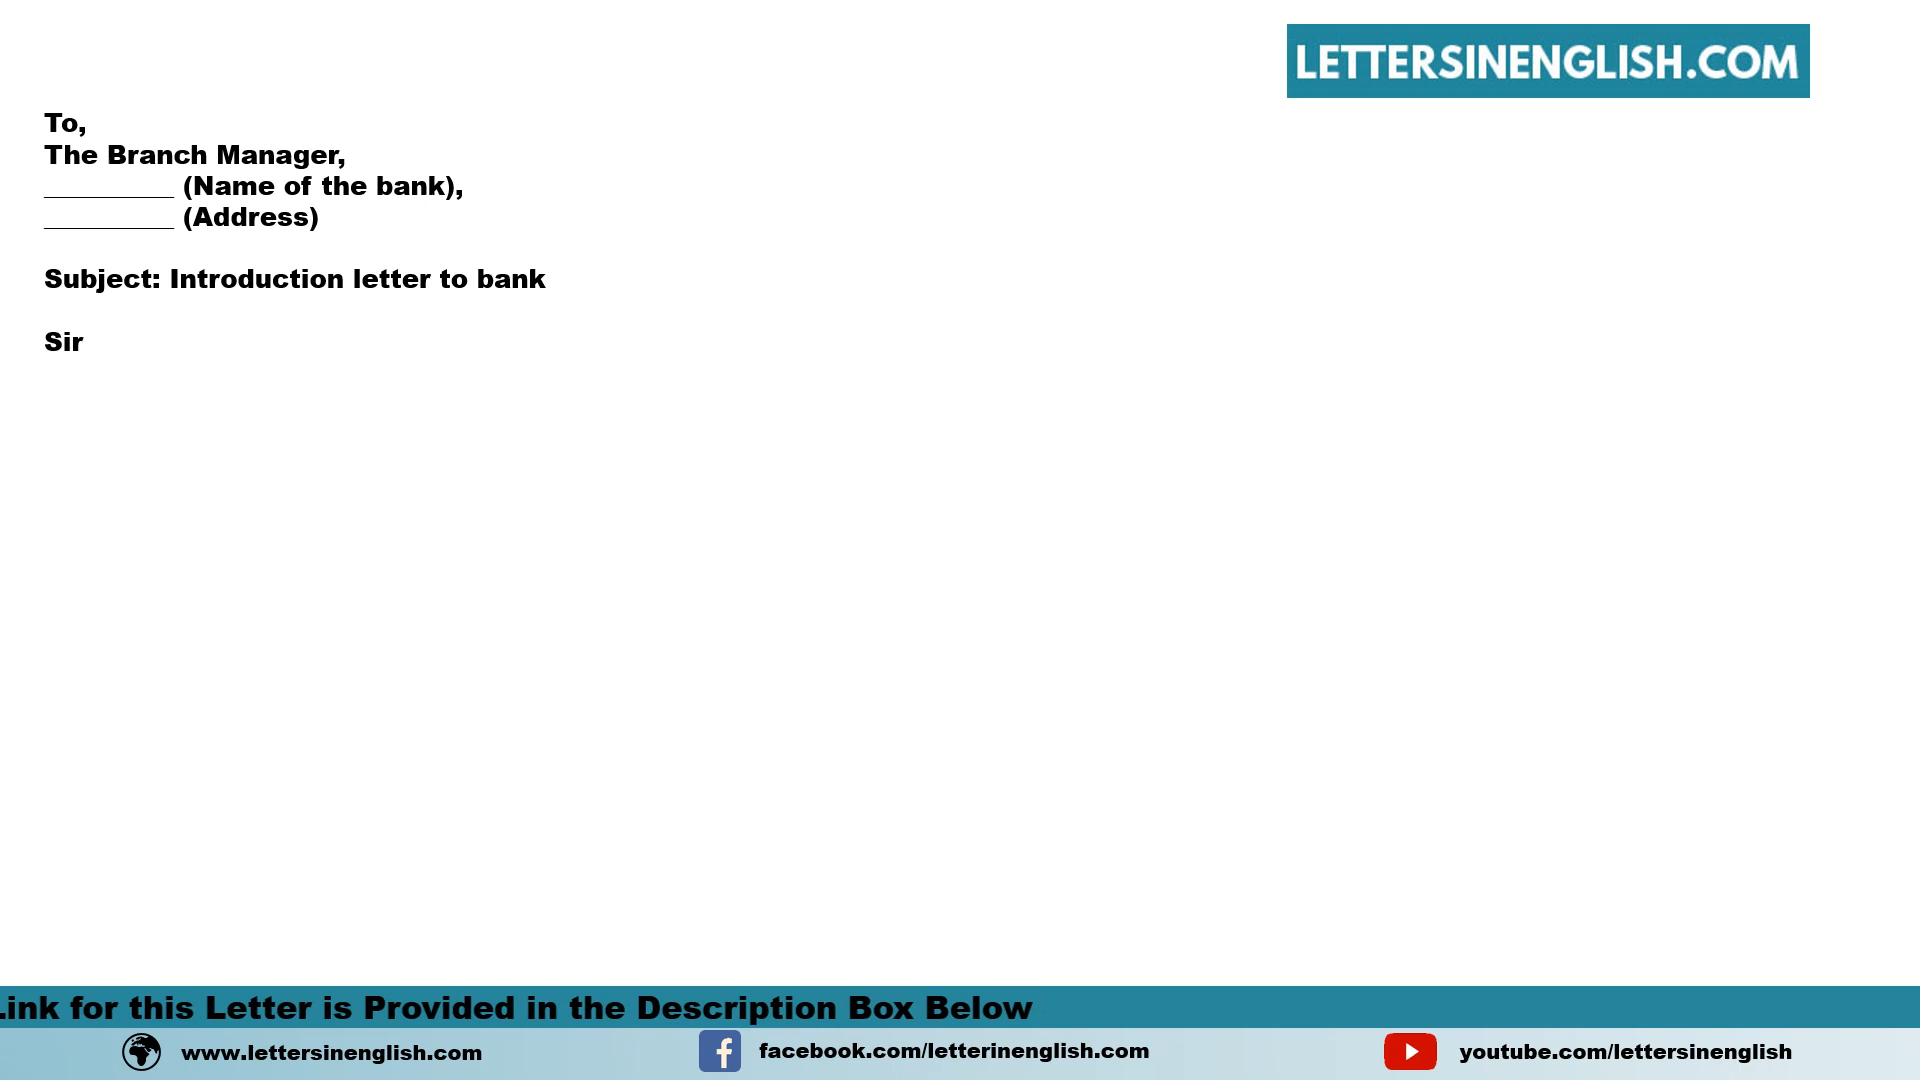 LETTERSINENGLISH.COM
To,
The Branch Manager,
__________ (Name of the bank),
__________ (Address)
Subject: Introduction letter to bank
Sir
Link for this Letter is Provided in the Description Box Below
www.lettersinenglish.com
facebook.com/letterinenglish.com
youtube.com/lettersinenglish